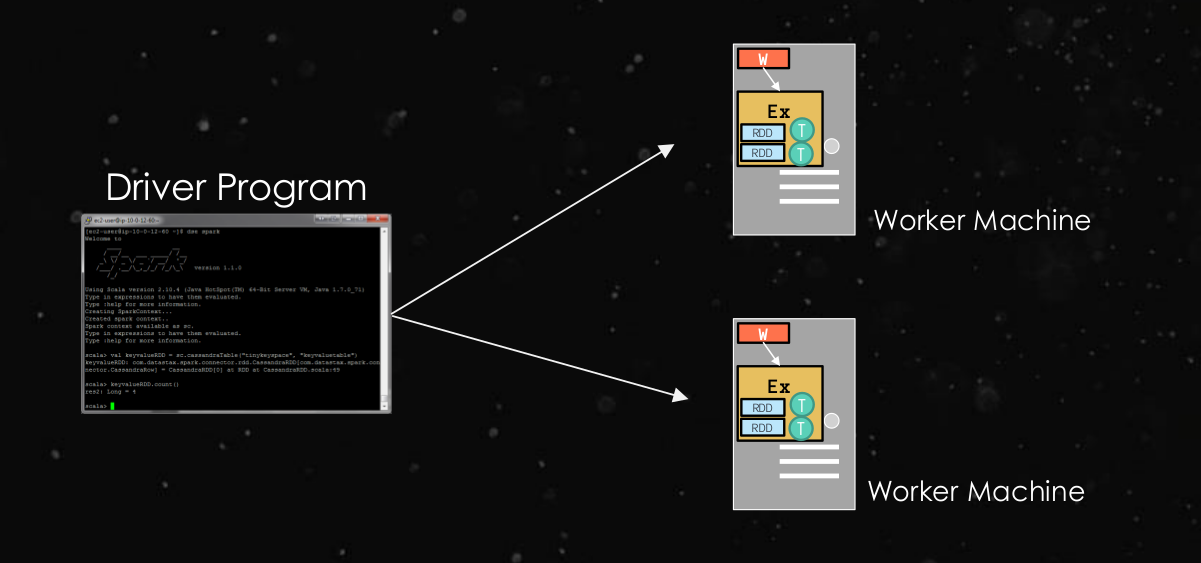 Driver Program
ec2-user@ip-10-0-12-60:~
[ec2-user@ip-10-0-12-60 ~]$ dse spark
Welcome to
Spark
version 1.1.0
Using Scala version 2.10.4 (Java HotSpot(TM) 64-Bit Server VM, Java 1.7.0_71)
Type in expressions to have them evaluated.
Type :help for more information.
Creating SparkContext...
Created spark context..
Spark context available as sc.
Type in expressions to have them evaluated.
Type :help for more information.
scala> val keyvalueRDD = sc.cassandraTable("tinykeyspace", "keyvaluetable")
keyvalueRDD: com.datastax.spark.connector.rdd.CassandraRDD[com.datastax.spark.con
nector.CassandraRow] = CassandraRDD[0] at RDD at CassandraRDD.scala:49
scala> keyvalueRDD.count()
res2: Long = 4
scala>
W
Ex
RDD T
RDD T
Worker Machine
W
Ex
RDD T
RDD T
Worker Machine